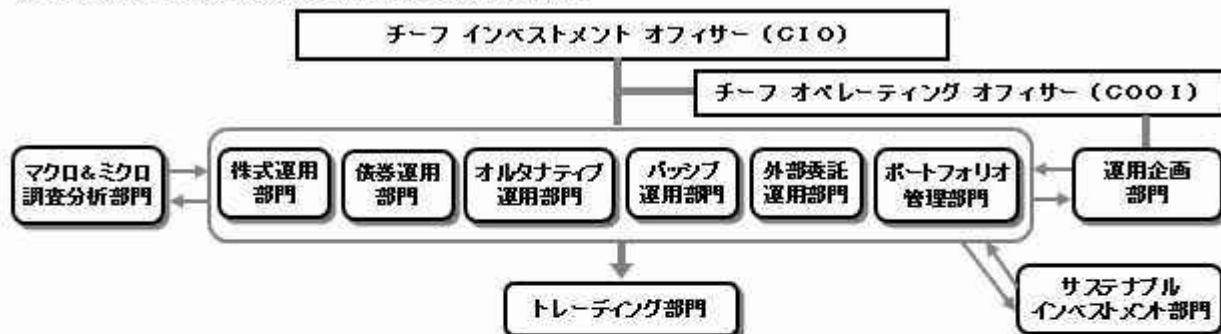 チーフ インベストメント オフィサー (CIO)
チーフ オペレーティング オフィサー (COOI)
マクロ&ミクロ
調査分析部門
株式運用
部門
債券運用
部門
オルタナティブ
運用部門
パッシブ
運用部門
外部委託
運用部門
ポートフォリオ
管理部門
運用企画
部門
トレーディング部門
サステナブル
インベストメント部門